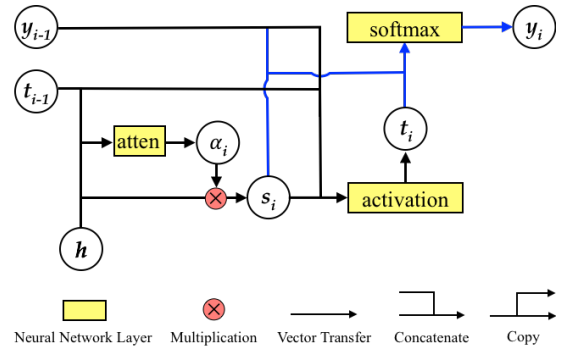 y_{i-1}
softmax
y_i
t_{i-1}
atten
α_i
t_i
×
s_i
activation
h
×
Neural Network Layer
Multiplication
Vector Transfer
Concatenate
Copy